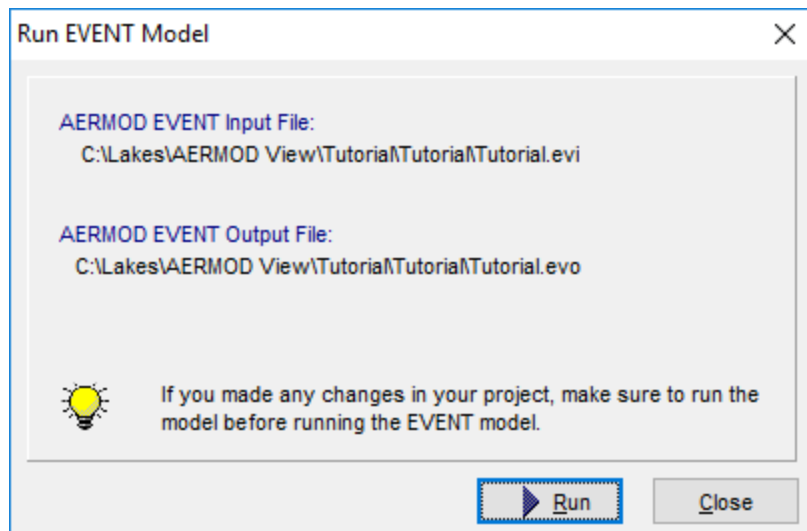 Run EVENT Model
AERMOD EVENT Input File:
C:\Lakes\AERMOD View\Tutorial\Tutorial\Tutorial.evi
AERMOD EVENT Output File:
C:\Lakes\AERMOD View\Tutorial\Tutorial\Tutorial.evo
If you made any changes in your project, make sure to run the
model before running the EVENT model.
Run
Close